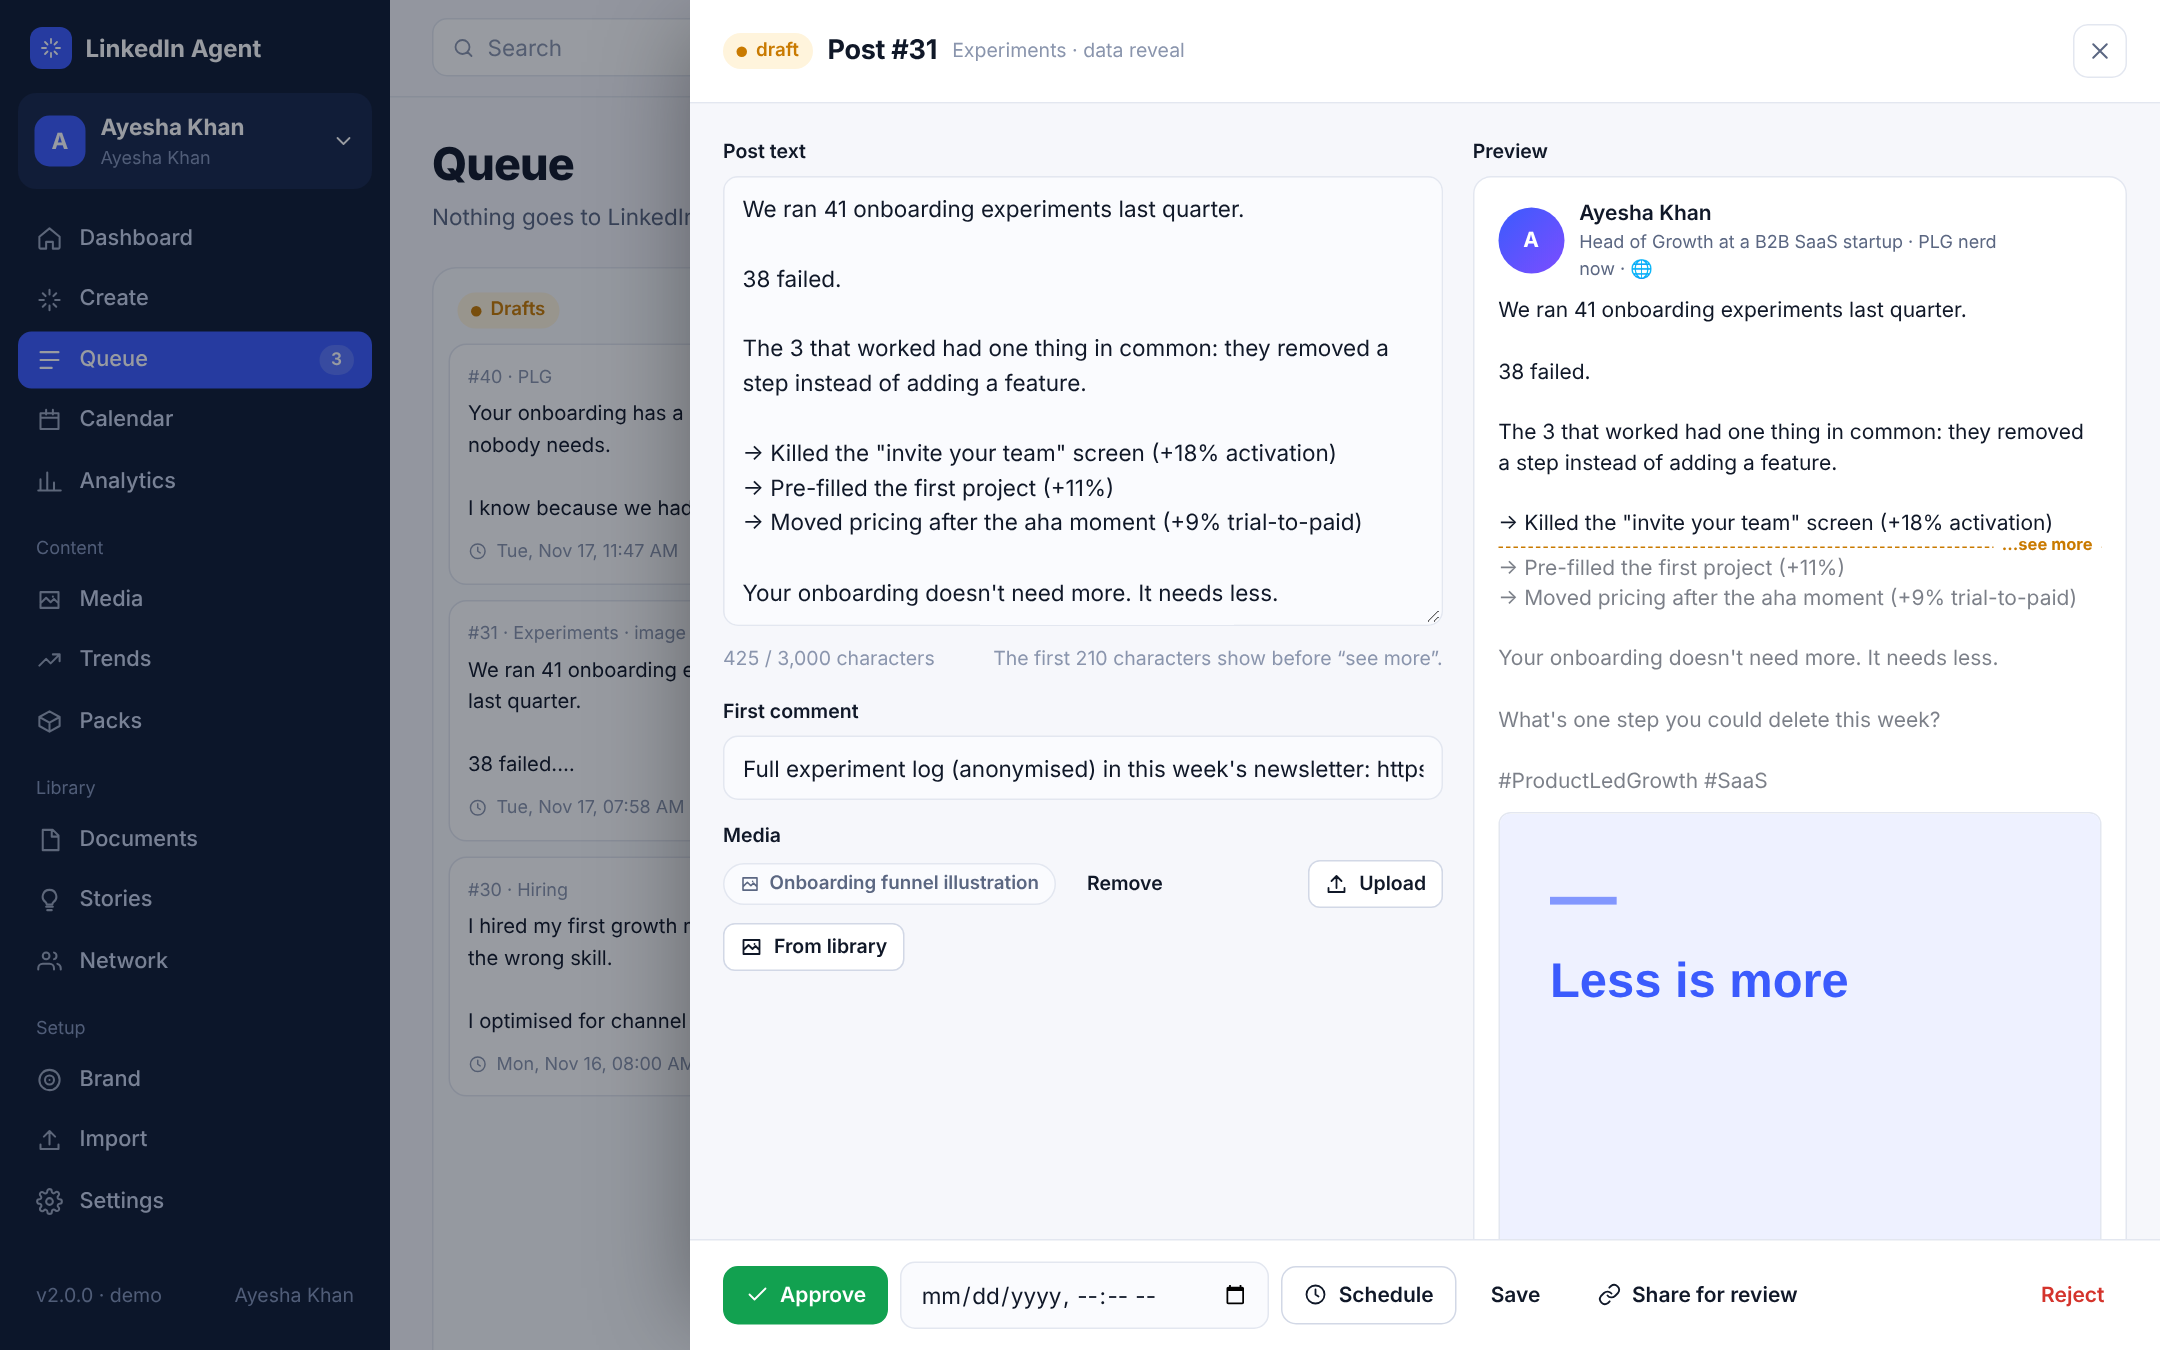 LinkedIn Agent
A
Ayesha Khan
Ayesha Khan
Dashboard
Create
Queue 3
Calendar
Analytics
Content
Media
Trends
Packs
Library
Documents
Stories
Network
Setup
Brand
Import
Settings
v2.0.0 · demo Ayesha Khan
Search
Queue
Nothing goes to LinkedIn
Drafts
#40 · PLG
Your onboarding has a
nobody needs.
I know because we had
Tue, Nov 17, 11:47 AM
#31 · Experiments · image
We ran 41 onboarding e
last quarter.
38 failed....
Tue, Nov 17, 07:58 AM
#30 · Hiring
I hired my first growth
the wrong skill.
I optimised for channel
Mon, Nov 16, 08:00 AM
draft Post #31 Experiments · data reveal
Post text
We ran 41 onboarding experiments last quarter.
38 failed.
The 3 that worked had one thing in common: they removed a
step instead of adding a feature.
→ Killed the "invite your team" screen (+18% activation)
→ Pre-filled the first project (+11%)
→ Moved pricing after the aha moment (+9% trial-to-paid)
Your onboarding doesn't need more. It needs less.
425 / 3,000 characters The first 210 characters show before “see more”.
First comment
Full experiment log (anonymised) in this week's newsletter: https
Media
Onboarding funnel illustration Remove Upload
From library
Preview
A
Ayesha Khan
Head of Growth at a B2B SaaS startup · PLG nerd
now ·
We ran 41 onboarding experiments last quarter.
38 failed.
The 3 that worked had one thing in common: they removed
a step instead of adding a feature.
→ Killed the "invite your team" screen (+18% activation)
...see more
→ Pre-filled the first project (+11%)
→ Moved pricing after the aha moment (+9% trial-to-paid)
Your onboarding doesn't need more. It needs less.
What's one step you could delete this week?
#ProductLedGrowth #SaaS
Less is more
Approve mm/dd/yyyy, --:-- -- Schedule Save Share for review Reject